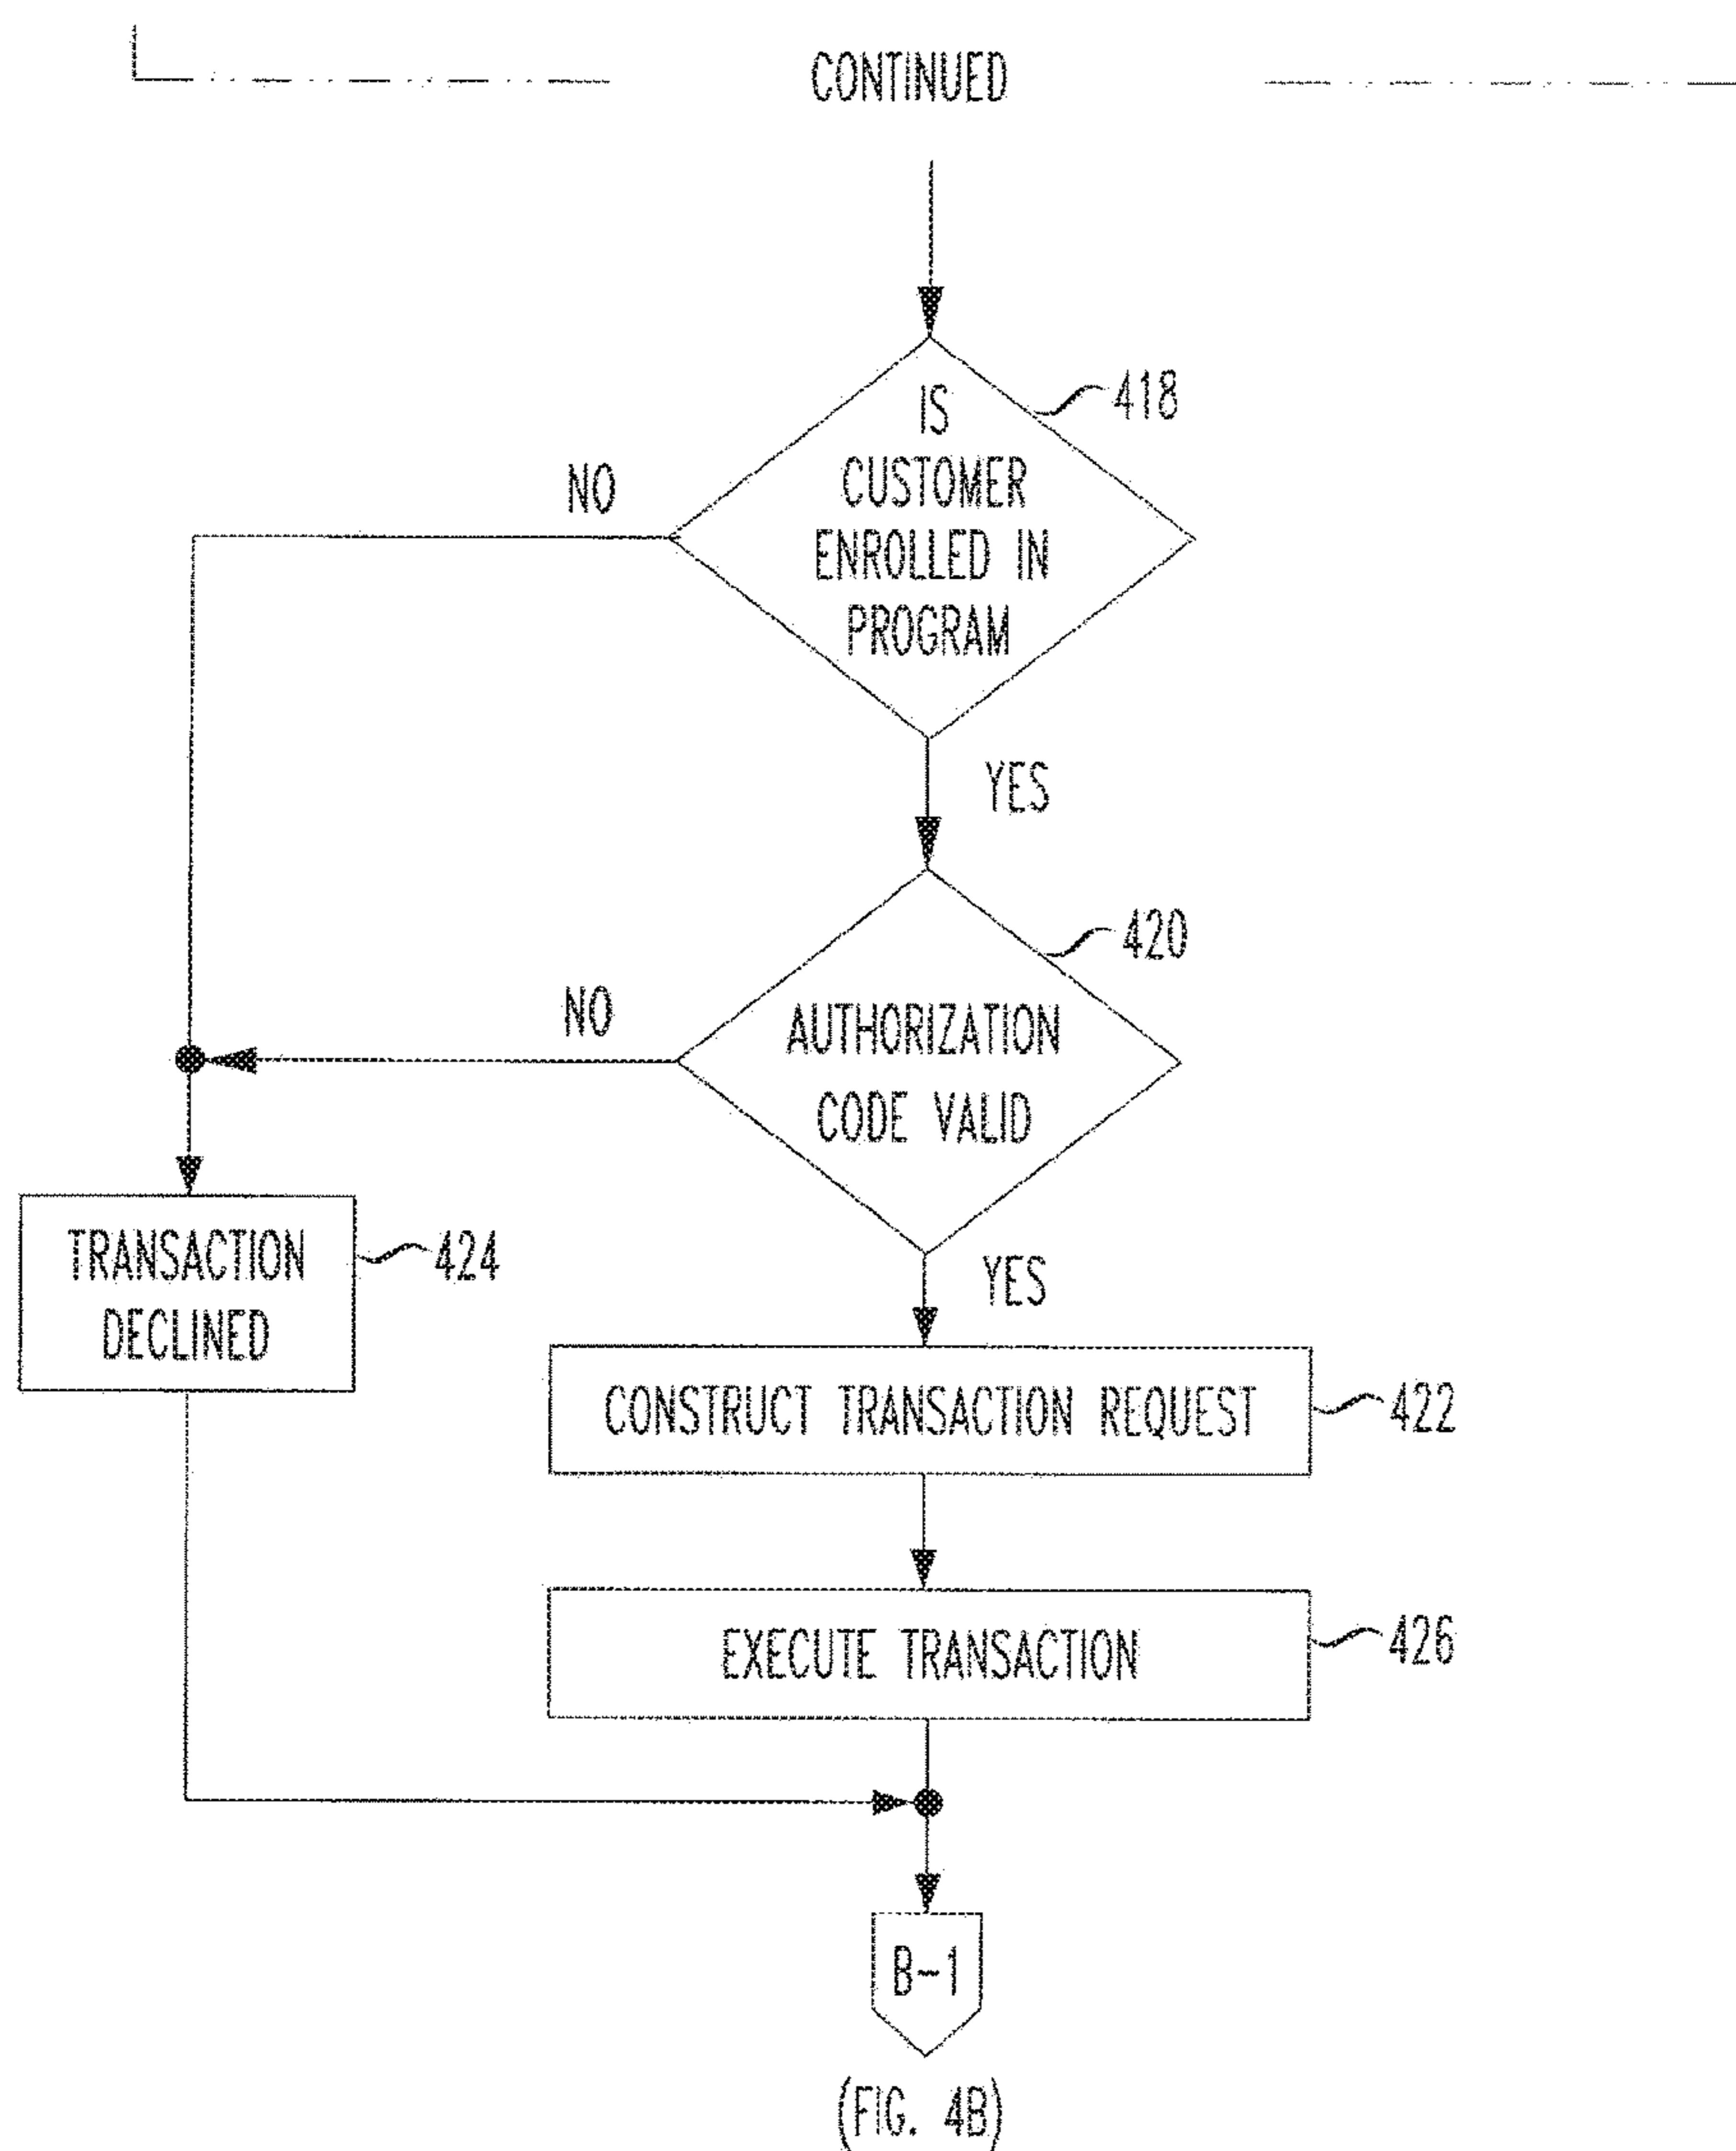 CONTINUED
IS
CUSTOMER
ENROLLED IN
PROGRAM
418
NO
YES
AUTHORIZATION
CODE VALID
420
NO
YES
TRANSACTION
DECLINED
424
CONSTRUCT TRANSACTION REQUEST
422
EXECUTE TRANSACTION
426
B-1
(FIG. 4B)